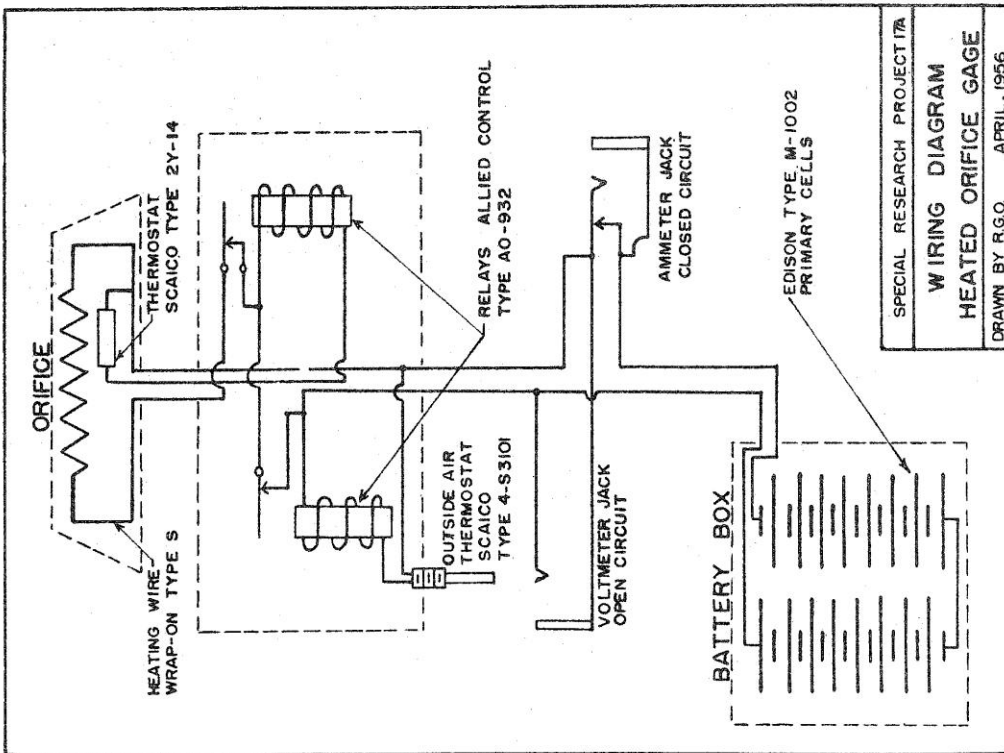 ORIFICE
THERMOSTAT
SCAICO TYPE 2Y-14
HEATING WIRE
WRAP-ON TYPE S
RELAYS ALLIED CONTROL
TYPE AO-932
OUTSIDE AIR
THERMOSTAT
SCAICO
TYPE 4-S3101
AMMETER JACK
CLOSED CIRCUIT
VOLTMETER JACK
OPEN CIRCUIT
EDISON TYPE M-1002
PRIMARY CELLS
BATTERY BOX
SPECIAL RESEARCH PROJECT 17A
WIRING DIAGRAM
HEATED ORIFICE GAGE
DRAWN BY R.G.O. APRIL, 1956